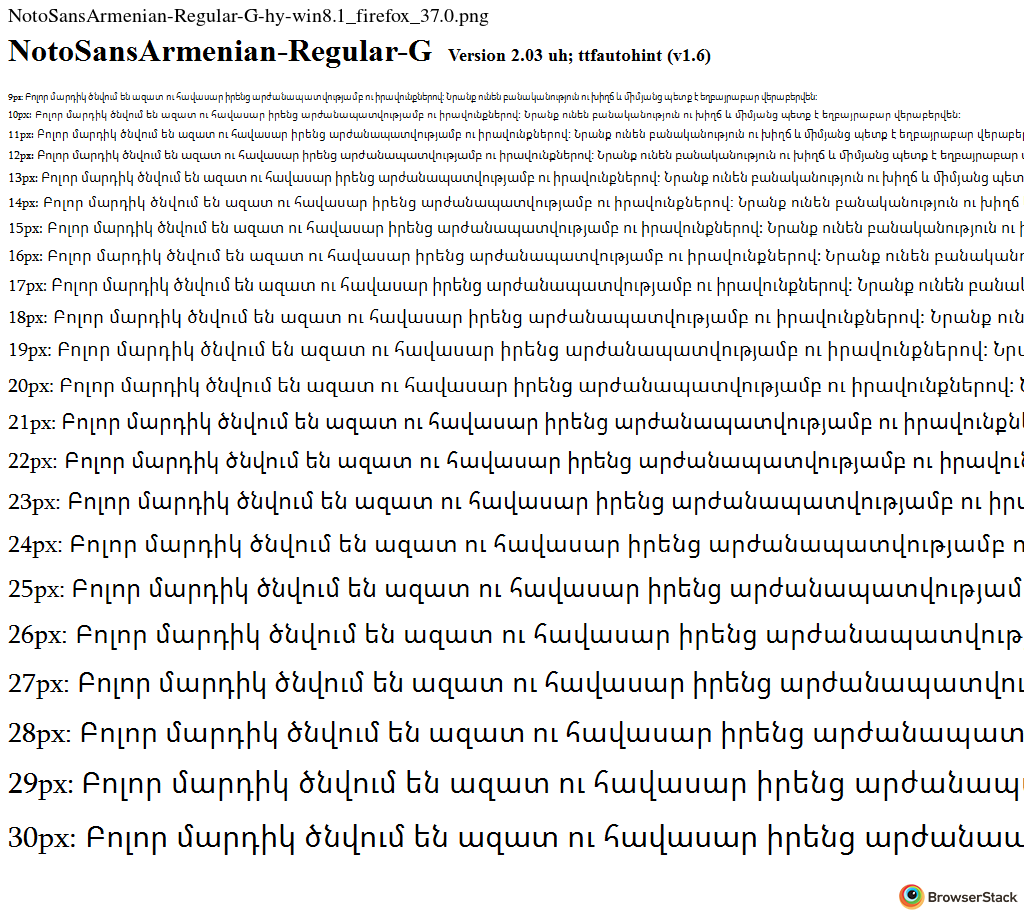 NotoSansArmenian-Regular-G-hy-win8.1_firefox_37.0.png
NotoSansArmenian-Regular-G Version 2.03 uh; ttfautohint (v1.6)
9px: Բոլոր մարդիկ ծնվում են ազատ ու հավասար իրենց արժանապատվությամբ ու իրավունքներով: Նրանք ունեն բանականություն ու խիղճ և միմյանց պետք է եղբայրաբար վերաբերվեն:
10px: Բոլոր մարդիկ ծնվում են ազատ ու հավասար իրենց արժանապատվությամբ ու իրավունքներով: Նրանք ունեն բանականություն ու խիղճ և միմյանց պետք է եղբայրաբար վերաբերվեն:
11px: Բոլոր մարդիկ ծնվում են ազատ ու հավասար իրենց արժանապատվությամբ ու իրավունքներով: Նրանք ունեն բանականություն ու խիղճ և միմյանց պետք է եղբայրաբար վերաբեր
12px: Բոլոր մարդիկ ծնվում են ազատ ու հավասար իրենց արժանապատվությամբ ու իրավունքներով: Նրանք ունեն բանականություն ու խիղճ և միմյանց պետք է եղբայրաբար
13px: Բոլոր մարդիկ ծնվում են ազատ ու հավասար իրենց արժանապատվությամբ ու իրավունքներով: Նրանք ունեն բանականություն ու խիղճ և միմյանց պետ
14px: Բոլոր մարդիկ ծնվում են ազատ ու հավասար իրենց արժանապատվությամբ ու իրավունքներով: Նրանք ունեն բանականություն ու խիղճ
15px: Բոլոր մարդիկ ծնվում են ազատ ու հավասար իրենց արժանապատվությամբ ու իրավունքներով: Նրանք ունեն բանականություն ու
16px: Բոլոր մարդիկ ծնվում են ազատ ու հավասար իրենց արժանապատվությամբ ու իրավունքներով: Նրանք ունեն բանականո
17px: Բոլոր մարդիկ ծնվում են ազատ ու հավասար իրենց արժանապատվությամբ ու իրավունքներով: Նրանք ունեն բանակ
18px: Բոլոր մարդիկ ծնվում են ազատ ու հավասար իրենց արժանապատվությամբ ու իրավունքներով: Նրանք ուն
19px: Բոլոր մարդիկ ծնվում են ազատ ու հավասար իրենց արժանապատվությամբ ու իրավունքներով: Նրա
20px: Բոլոր մարդիկ ծնվում են ազատ ու հավասար իրենց արժանապատվությամբ ու իրավունքներով:
21px: Բոլոր մարդիկ ծնվում են ազատ ու հավասար իրենց արժանապատվությամբ ու իրավունքն
22px: Բոլոր մարդիկ ծնվում են ազատ ու հավասար իրենց արժանապատվությամբ ու իրավուն
23px: Բոլոր մարդիկ ծնվում են ազատ ու հավասար իրենց արժանապատվությամբ ու իրա
24px: Բոլոր մարդիկ ծնվում են ազատ ու հավասար իրենց արժանապատվությամբ ո
25px: Բոլոր մարդիկ ծնվում են ազատ ու հավասար իրենց արժանապատվությամ
26px: Բոլոր մարդիկ ծնվում են ազատ ու հավասար իրենց արժանապատվութ
27px: Բոլոր մարդիկ ծնվում են ազատ ու հավասար իրենց արժանապատվու
28px: Բոլոր մարդիկ ծնվում են ազատ ու հավասար իրենց արժանապատ
29px: Բոլոր մարդիկ ծնվում են ազատ ու հավասար իրենց արժանապ
30px: Բոլոր մարդիկ ծնվում են ազատ ու հավասար իրենց արժանապ
BrowserStack